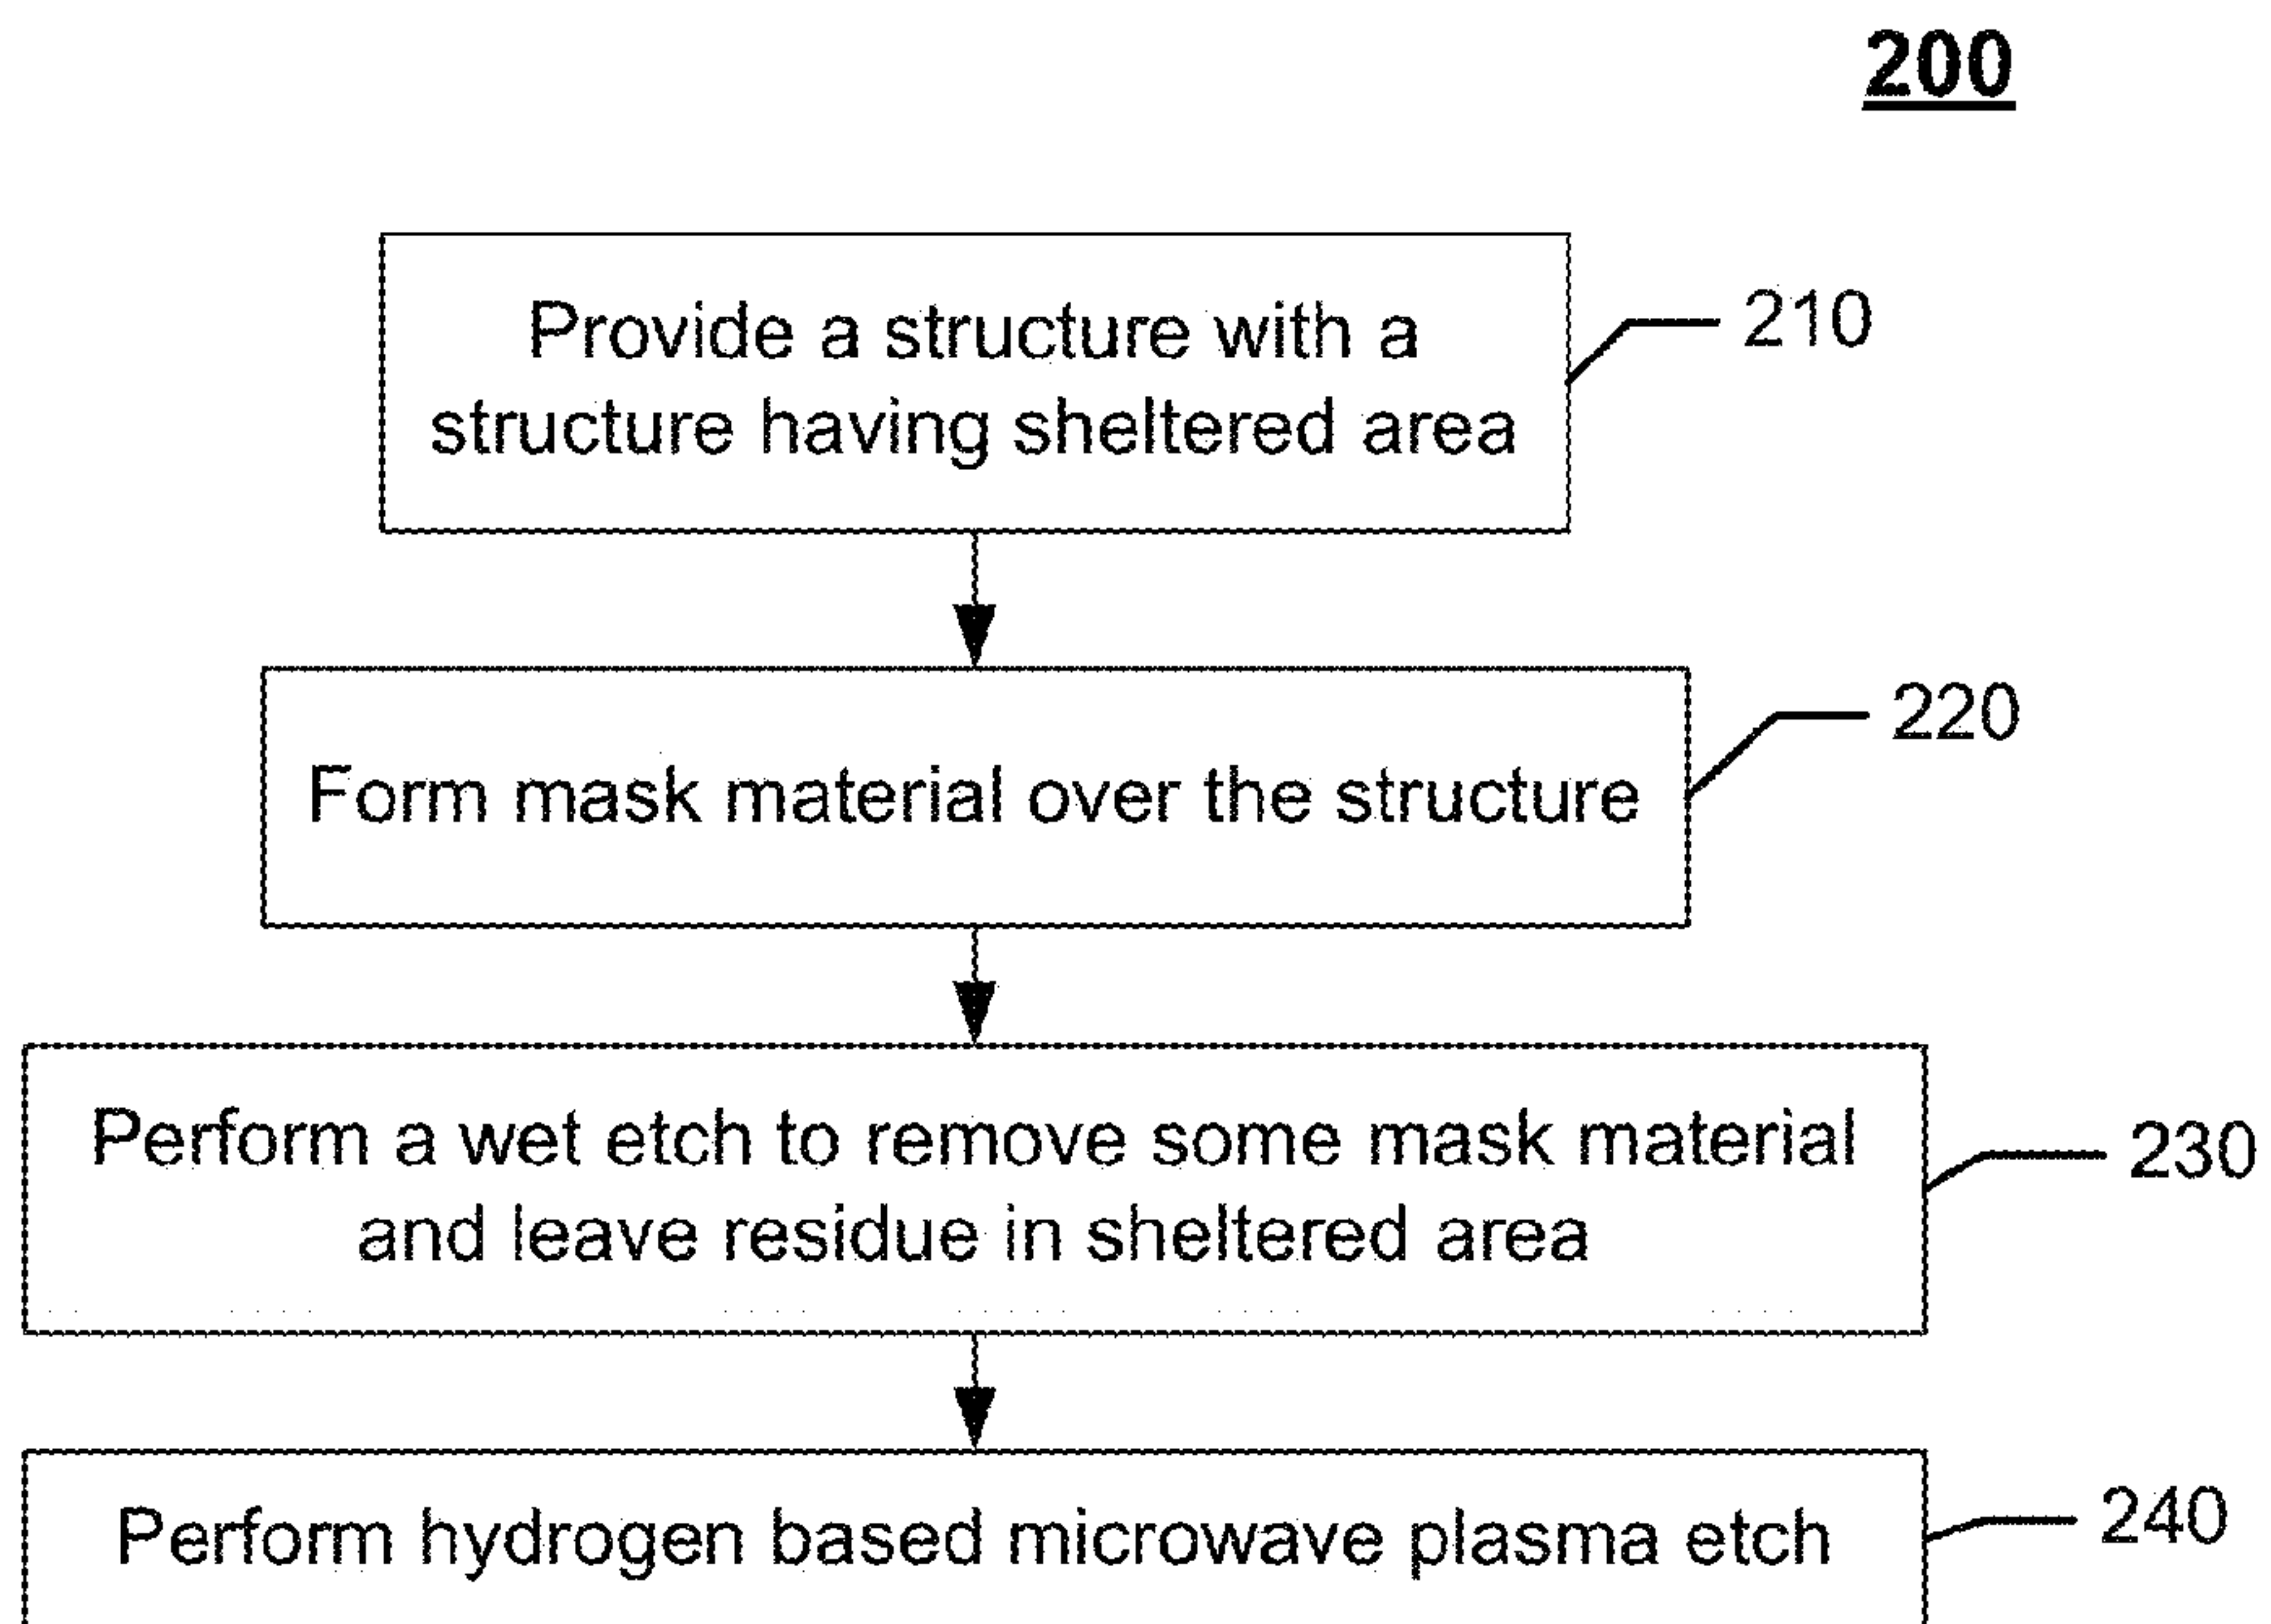 200
Provide a structure with a
structure having sheltered area
210
Form mask material over the structure
220
Perform a wet etch to remove some mask material
and leave residue in sheltered area
230
Perform hydrogen based microwave plasma etch
240